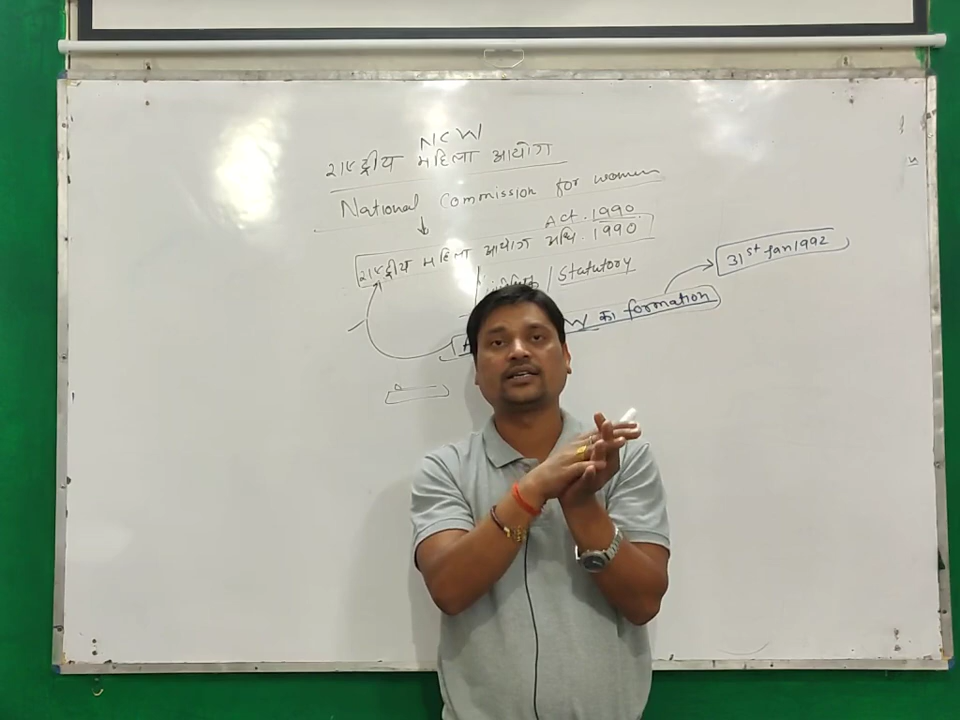 NCW
राष्ट्रीय महिला आयोग
National Commission for women
Act. 1990
राष्ट्रीय महिला आयोग अधि. 1990
/ Statutory
31st Jan 1992
W का formation